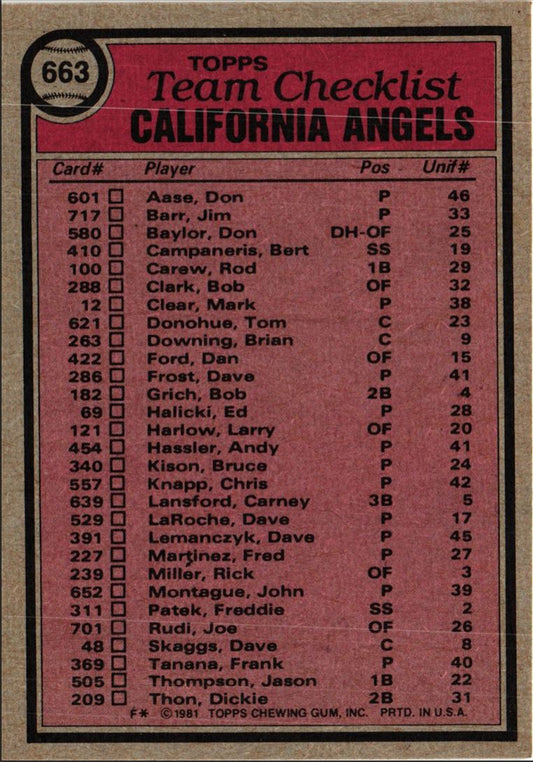 663
TOPPS
Team Checklist
CALIFORNIA ANGELS
Card# Player Pos Unif#
601 Aase, Don P 46
717 Barr, Jim P 33
580 Baylor, Don DH-OF 25
410 Campaneris, Bert SS 19
100 Carew, Rod 1B 29
288 Clark, Bob OF 32
12 Clear, Mark P 38
621 Donohue, Tom C 23
263 Downing, Brian C 9
422 Ford, Dan OF 15
286 Frost, Dave P 41
182 Grich, Bob 2B 4
69 Halicki, Ed P 28
121 Harlow, Larry OF 20
454 Hassler, Andy P 41
340 Kison, Bruce P 24
557 Knapp, Chris P 42
639 Lansford, Carney 3B 5
529 LaRoche, Dave P 17
391 Lemanczyk, Dave P 45
227 Martinez, Fred P 27
239 Miller, Rick OF 3
652 Montague, John P 39
311 Patek, Freddie SS 2
701 Rudi, Joe OF 26
48 Skaggs, Dave C 8
369 Tanana, Frank P 40
505 Thompson, Jason 1B 22
209 Thon, Dickie 2B 31
F* ©1981 TOPPS CHEWING GUM, INC. PRTD. IN U.S.A.